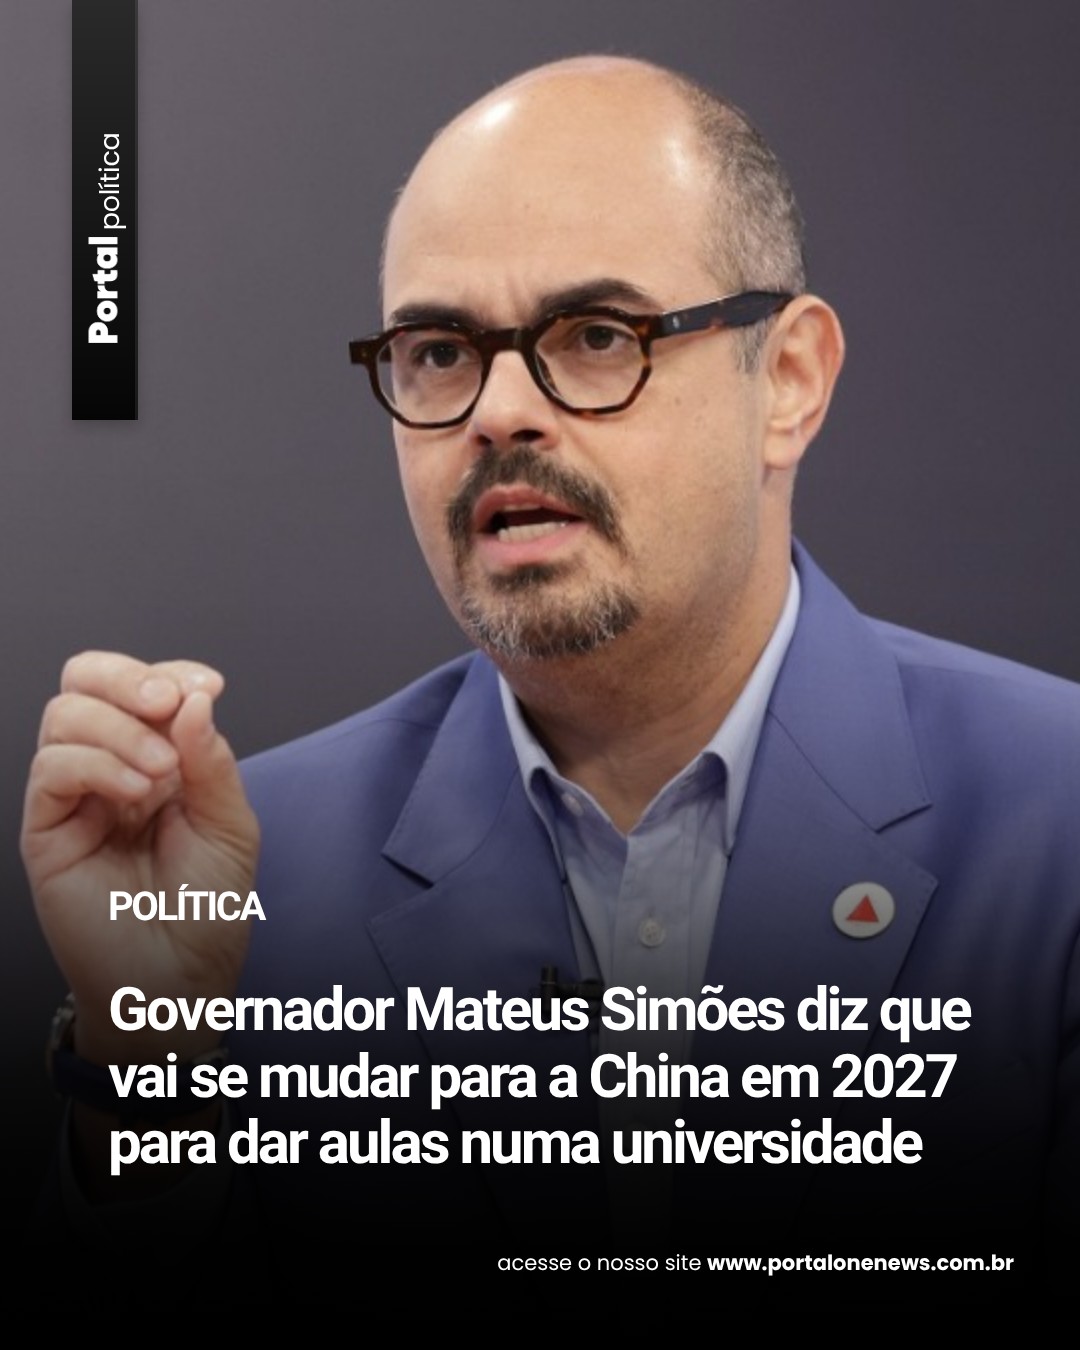 Portal política
POLÍTICA
Governador Mateus Simões diz que
vai se mudar para a China em 2027
para dar aulas numa universidade
acesse o nosso site www.portalonenews.com.br